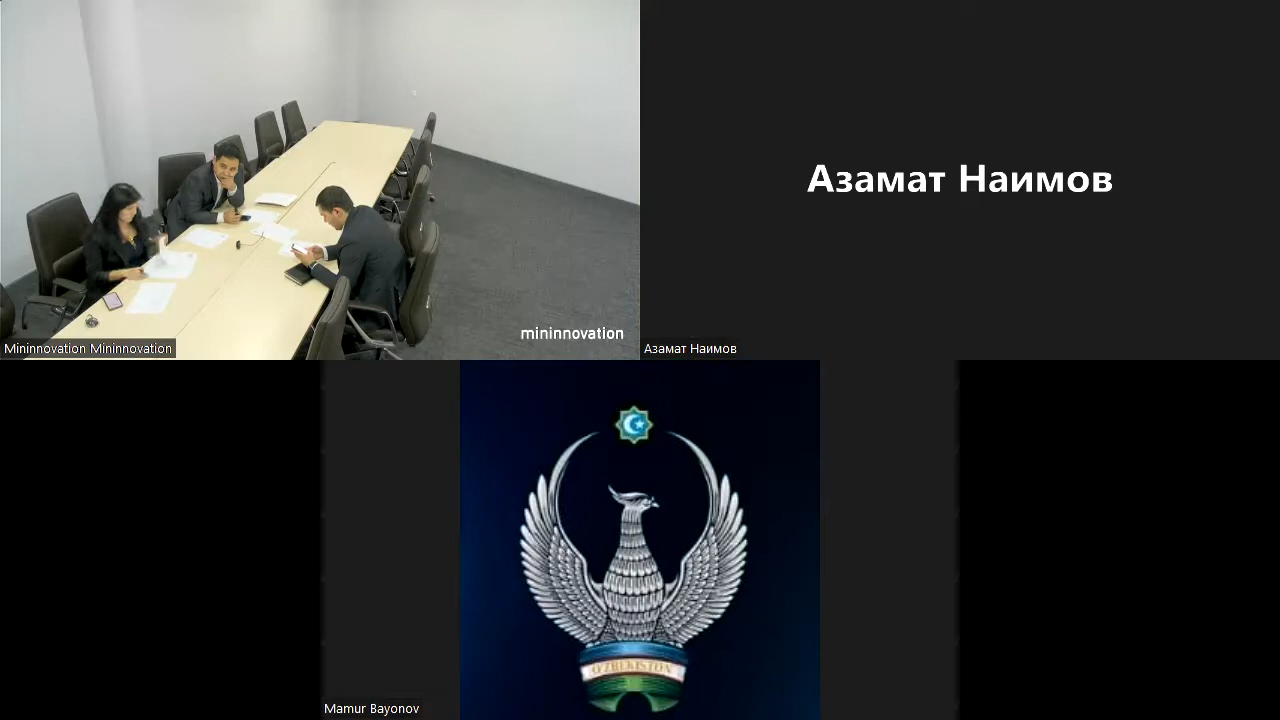 mininnovation
Mininnovation Mininnovation
Азамат Наимов
Азамат Наимов
O'ZBEKISTON
Mamur Bayonov